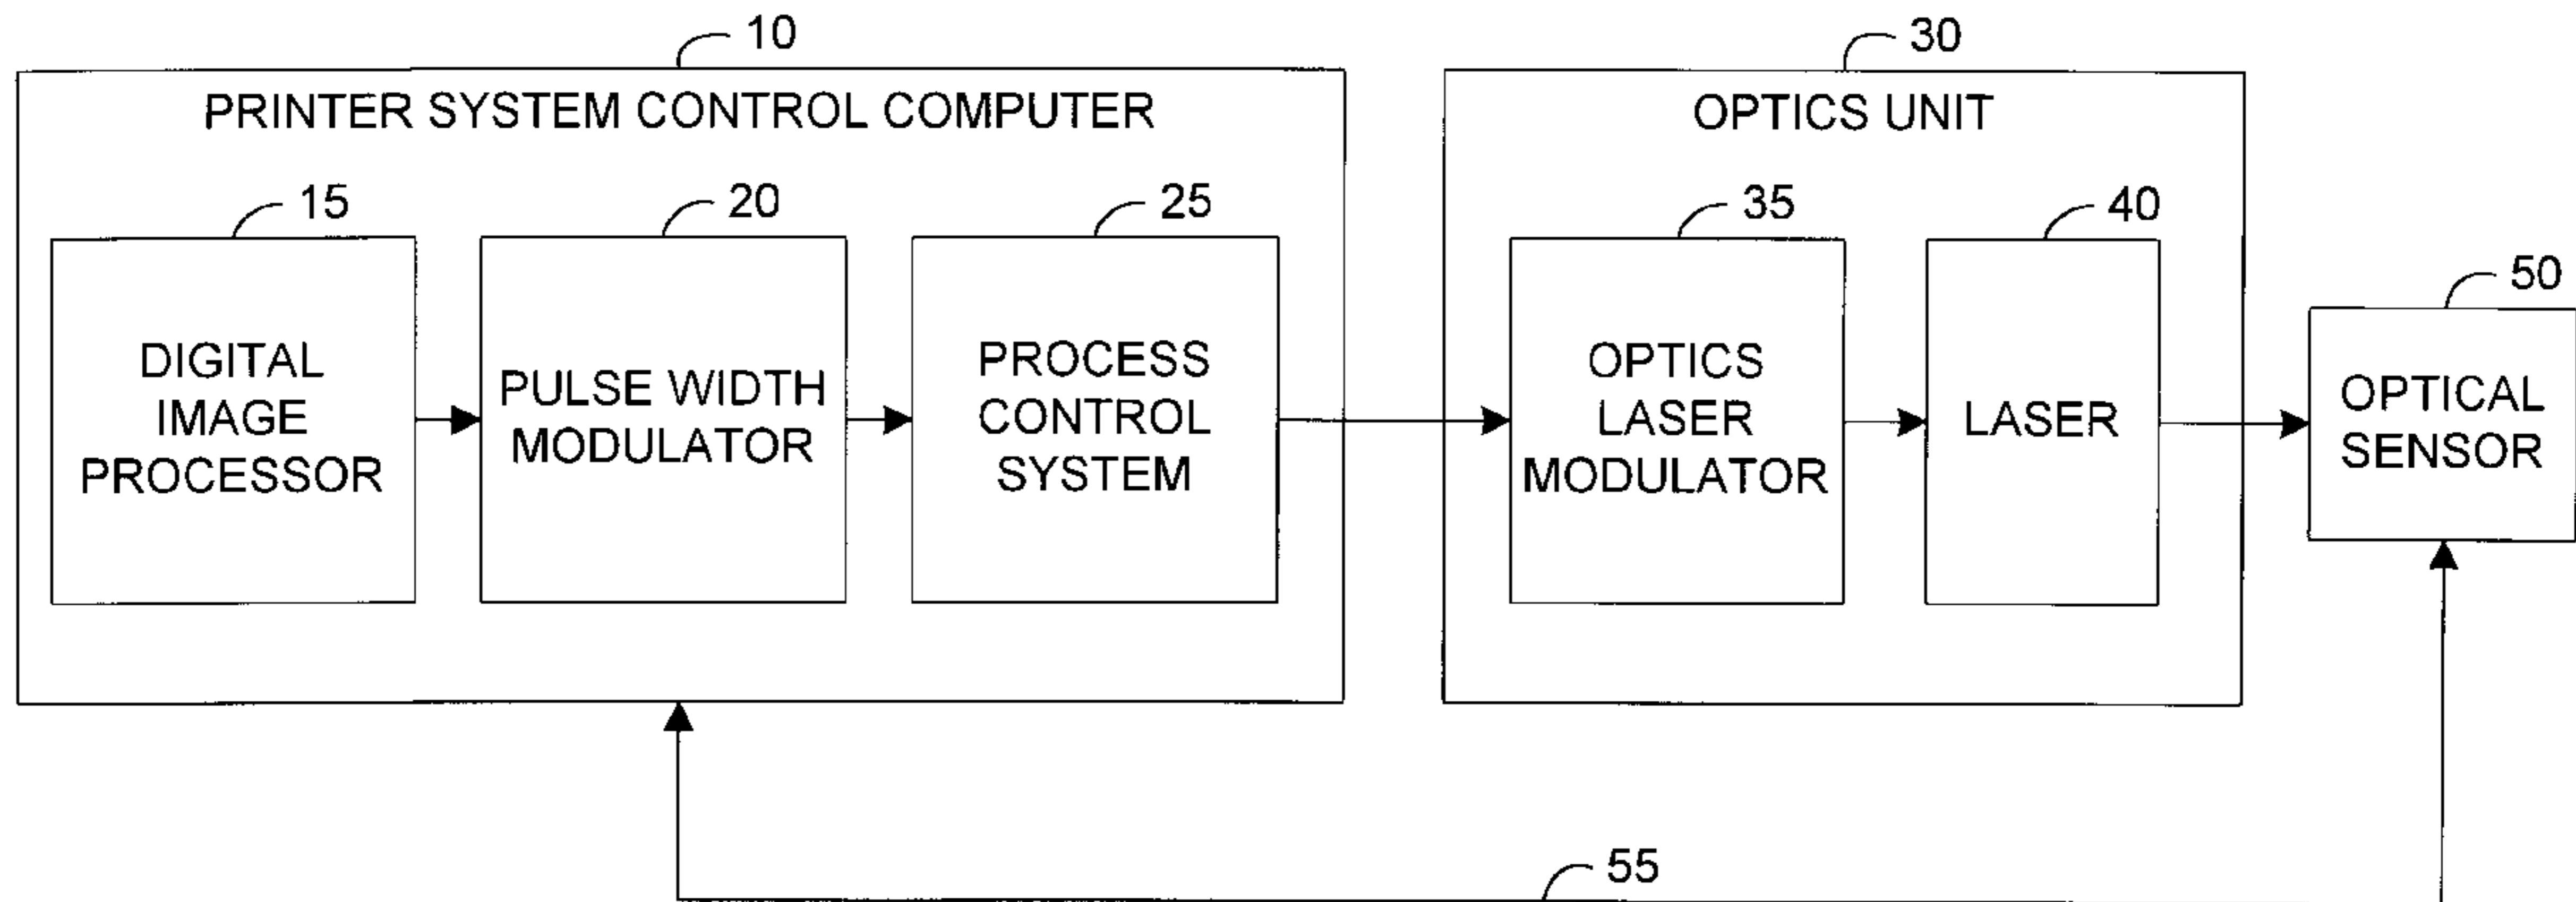 10
30
PRINTER SYSTEM CONTROL COMPUTER
OPTICS UNIT
15
20
25
35
40
50
DIGITAL
IMAGE
PROCESSOR
PULSE WIDTH
MODULATOR
PROCESS
CONTROL
SYSTEM
OPTICS
LASER
MODULATOR
LASER
OPTICAL
SENSOR
55